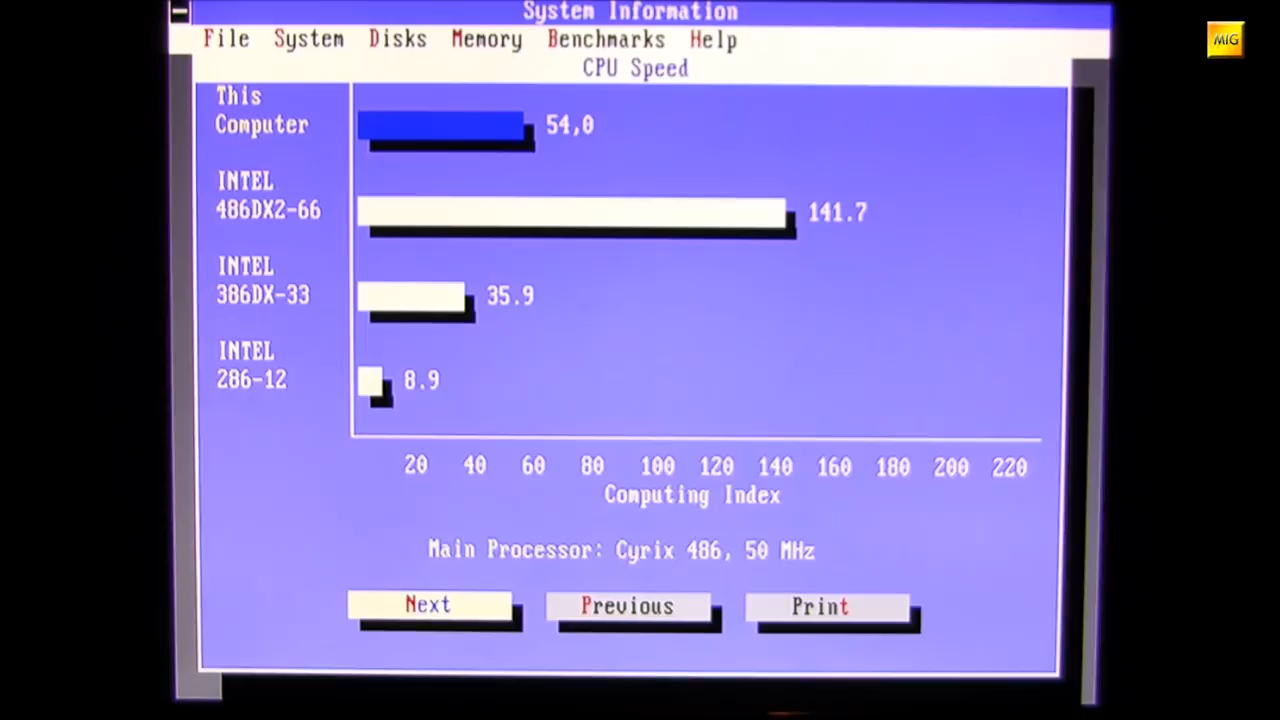 System Information
File System Disks Memory Benchmarks Help
CPU Speed
This
Computer
54,0
INTEL
486DX2-66
141.7
INTEL
386DX-33
35.9
INTEL
286-12
8.9
20 40 60 80 100 120 140 160 180 200 220
Computing Index
Main Processor: Cyrix 486, 50 MHz
Next Previous Print
MIG